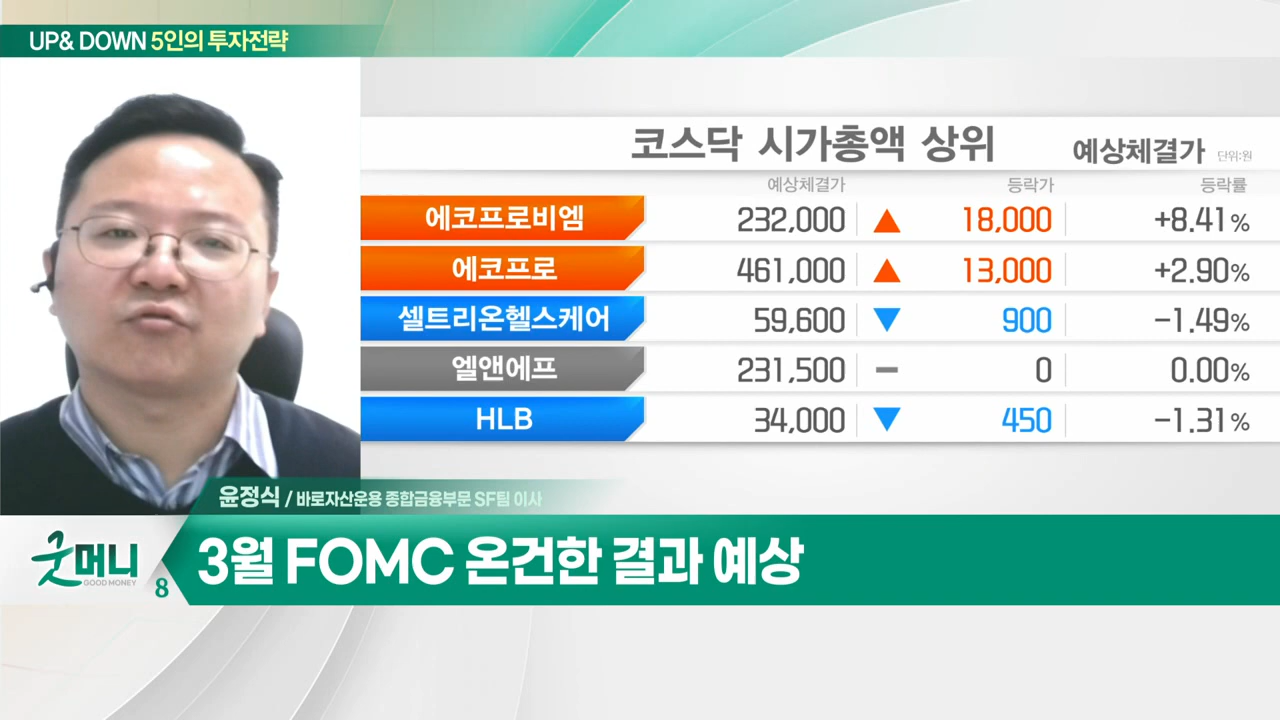 UP& DOWN 5인의 투자전략
코스닥 시가총액 상위 예상체결가 단위:원
예상체결가 등락가 등락률
에코프로비엠 232,000 ▲ 18,000 +8.41%
에코프로 461,000 ▲ 13,000 +2.90%
셀트리온헬스케어 59,600 ▼ 900 -1.49%
엘앤에프 231,500 - 0 0.00%
HLB 34,000 ▼ 450 -1.31%
윤정식 / 바로자산운용 종합금융부문 SF팀 이사
굿머니
GOOD MONEY
8
3월 FOMC 온건한 결과 예상